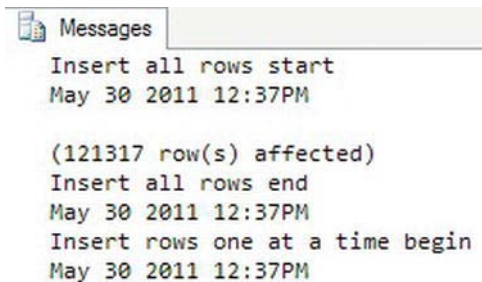 Messages
Insert all rows start
May 30 2011 12:37PM
(121317 row(s) affected)
Insert all rows end
May 30 2011 12:37PM
Insert rows one at a time begin
May 30 2011 12:37PM